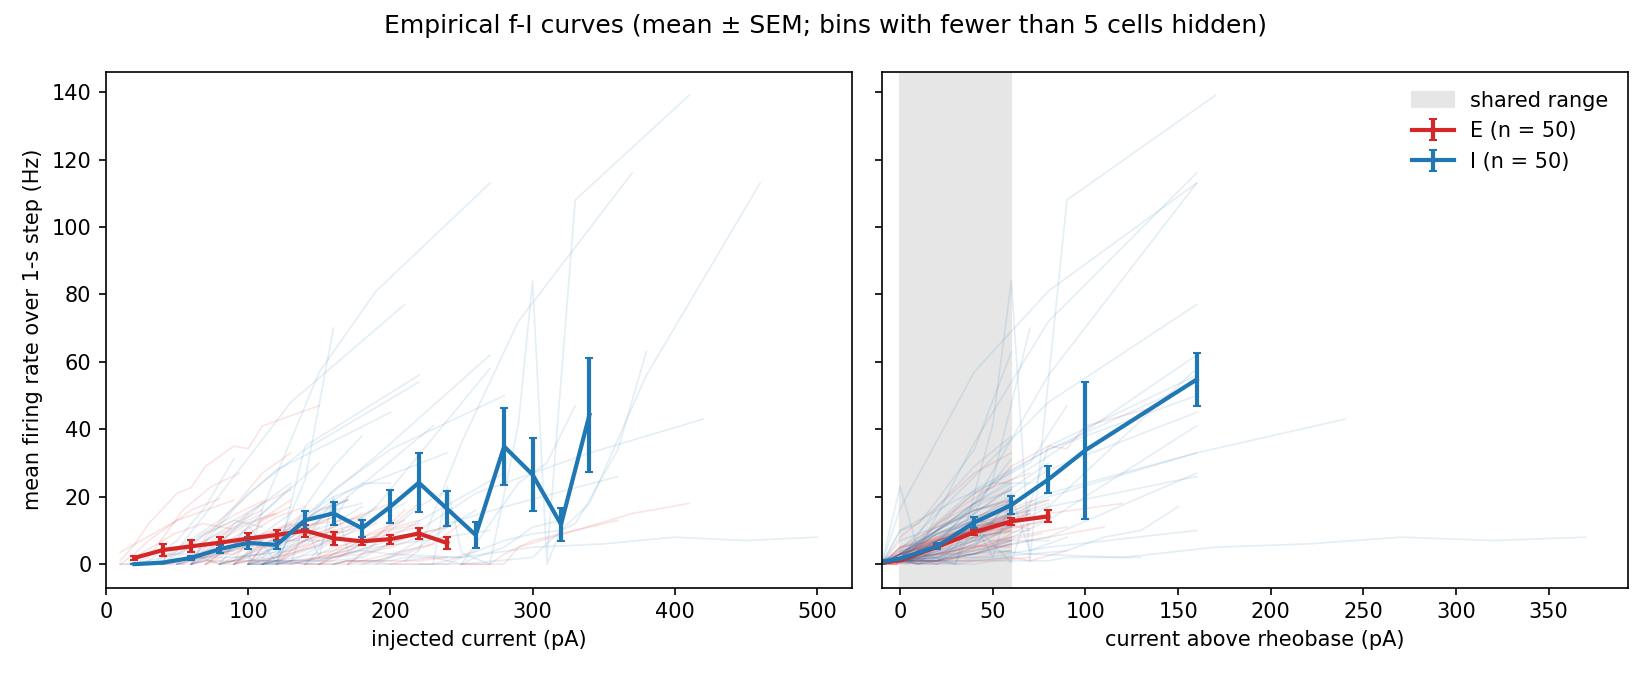 Empirical f-I curves (mean ± SEM; bins with fewer than 5 cells hidden)
mean firing rate over 1-s step (Hz)
140
120
100
80
60
40
20
0
0 100 200 300 400 500
injected current (pA)
shared range
E (n = 50)
I (n = 50)
0 50 100 150 200 250 300 350
current above rheobase (pA)